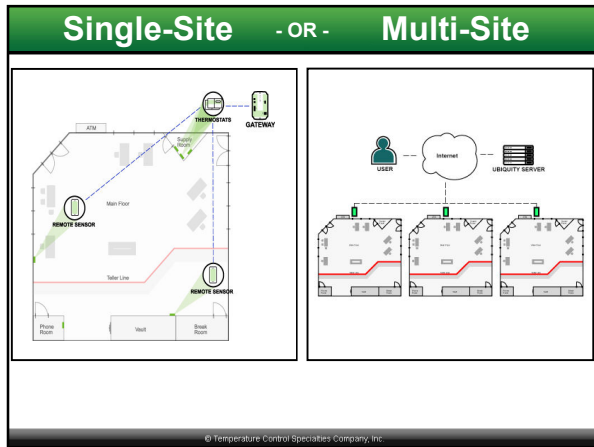 Single-Site - OR - Multi-Site
THERMOSTATS
GATEWAY
ATM
Supply
Room
REMOTE SENSOR
Main Floor
Teller Line
REMOTE SENSOR
Phone
Room
Vault
Break
Room
Internet
USER
UBIQUITY SERVER
© Temperature Control Specialties Company, Inc.